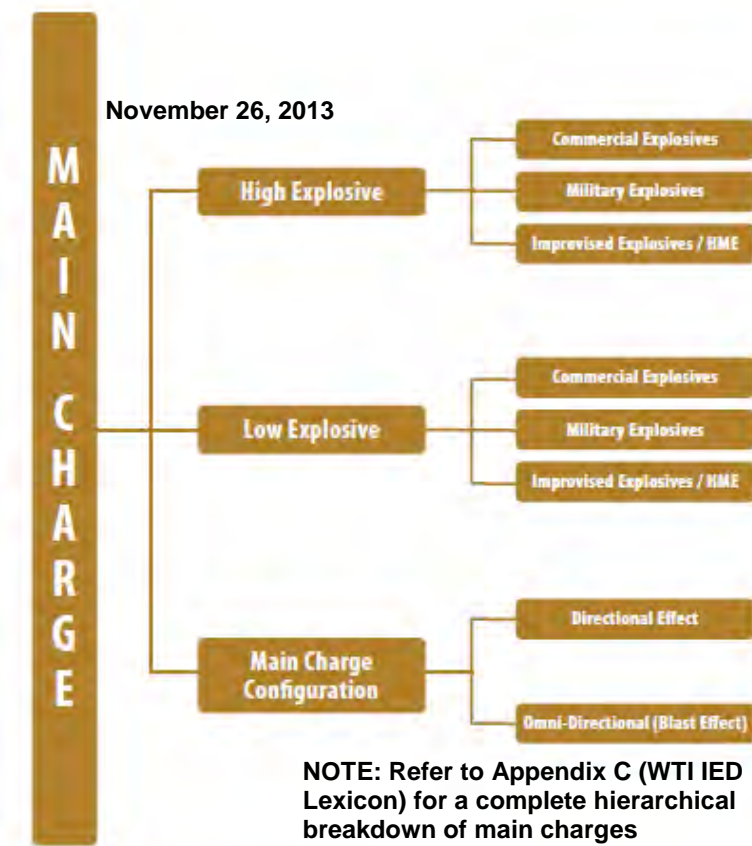 MAIN CHARGE
November 26, 2013
High Explosive
Commercial Explosives
Military Explosives
Improvised Explosives / HME
Low Explosive
Commercial Explosives
Military Explosives
Improvised Explosives / HME
Main Charge
Configuration
Directional Effect
Omni-Directional (Blast Effect)
NOTE: Refer to Appendix C (WTI IED
Lexicon) for a complete hierarchical
breakdown of main charges